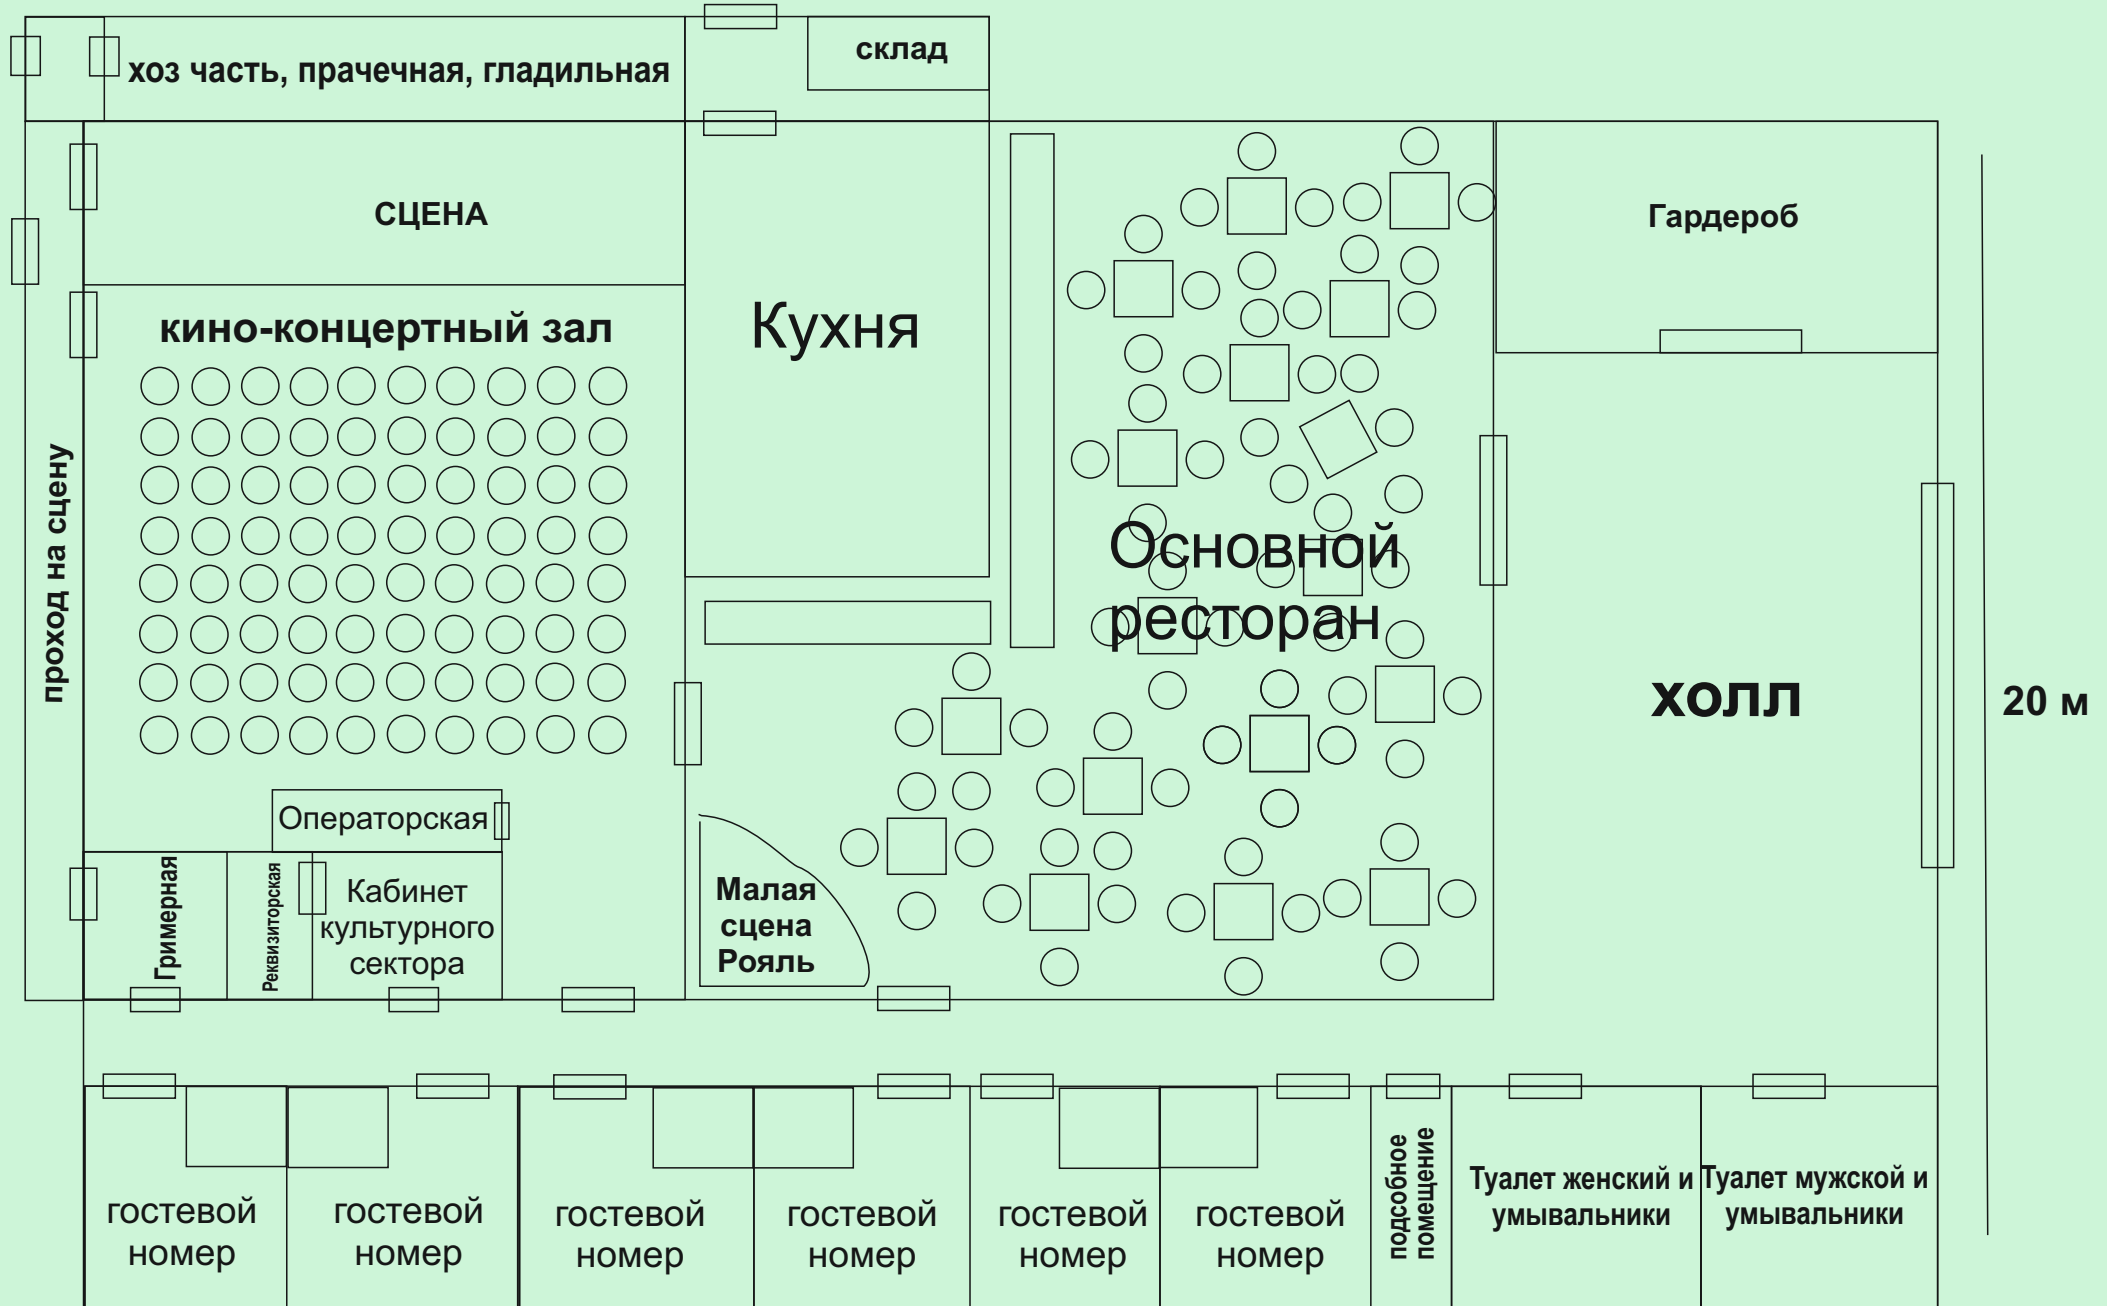 хоз часть, прачечная, гладильная
склад
СЦЕНА
Гардероб
кино-концертный зал
Кухня
проход на сцену
Основной
ресторан
холл
20 м
Операторская
Гримерная
Реквизиторская
Кабинет
культурного
сектора
Малая
сцена
Рояль
гостевой
номер
гостевой
номер
гостевой
номер
гостевой
номер
гостевой
номер
гостевой
номер
подсобное
помещение
Туалет женский и
умывальники
Туалет мужской и
умывальники